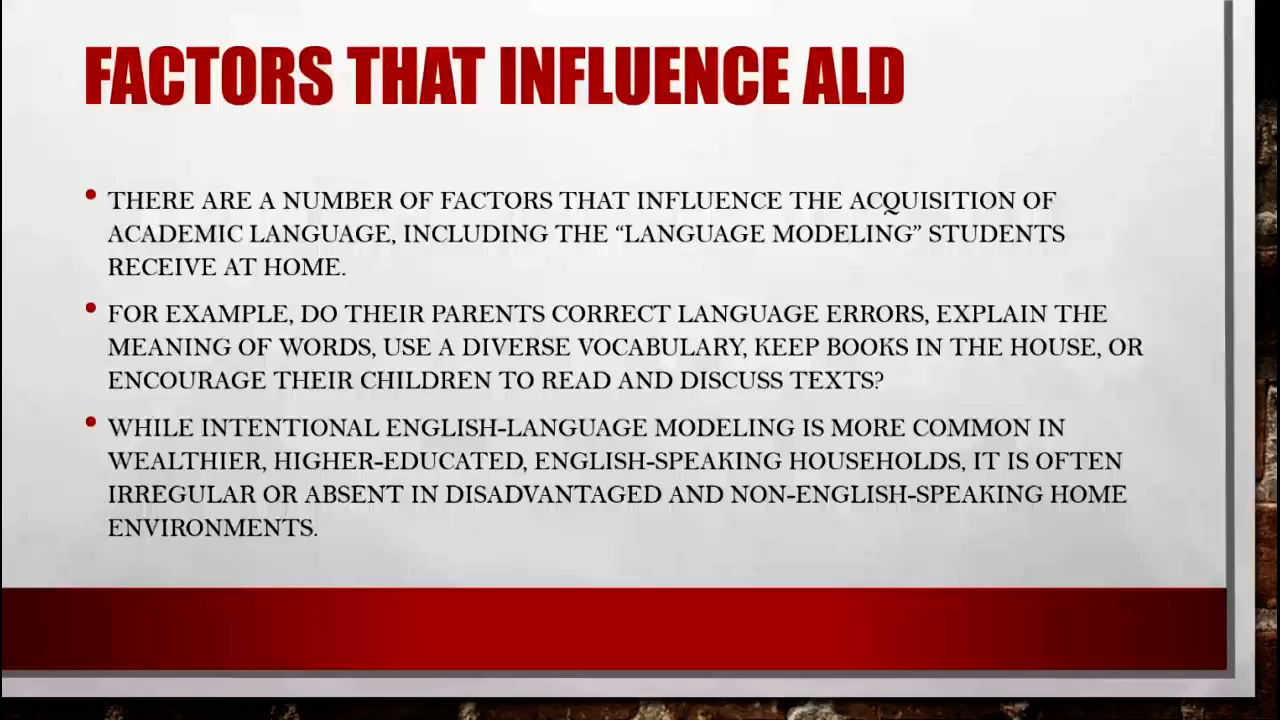 FACTORS THAT INFLUENCE ALD
• THERE ARE A NUMBER OF FACTORS THAT INFLUENCE THE ACQUISITION OF
ACADEMIC LANGUAGE, INCLUDING THE “LANGUAGE MODELING” STUDENTS
RECEIVE AT HOME.
• FOR EXAMPLE, DO THEIR PARENTS CORRECT LANGUAGE ERRORS, EXPLAIN THE
MEANING OF WORDS, USE A DIVERSE VOCABULARY, KEEP BOOKS IN THE HOUSE, OR
ENCOURAGE THEIR CHILDREN TO READ AND DISCUSS TEXTS?
• WHILE INTENTIONAL ENGLISH-LANGUAGE MODELING IS MORE COMMON IN
WEALTHIER, HIGHER-EDUCATED, ENGLISH-SPEAKING HOUSEHOLDS, IT IS OFTEN
IRREGULAR OR ABSENT IN DISADVANTAGED AND NON-ENGLISH-SPEAKING HOME
ENVIRONMENTS.